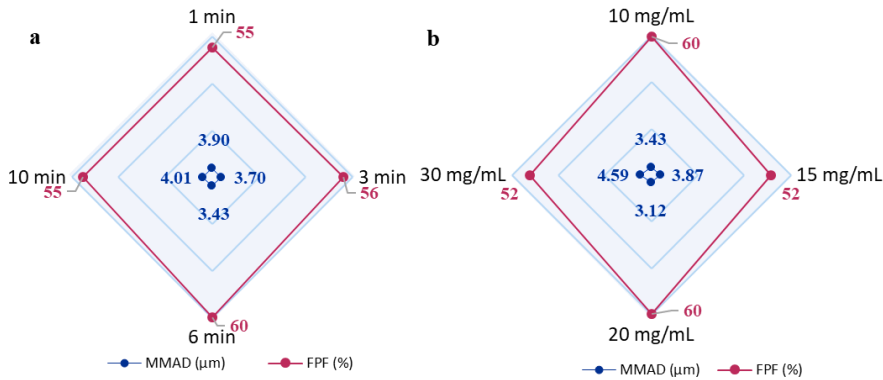 a
1 min
55
3.90
10 min
4.01
3.70
3 min
55
56
3.43
60
6 min
MMAD (µm)
FPF (%)
b
10 mg/mL
60
3.43
30 mg/mL
4.59
3.87
15 mg/mL
52
52
3.12
60
20 mg/mL
MMAD (µm)
FPF (%)